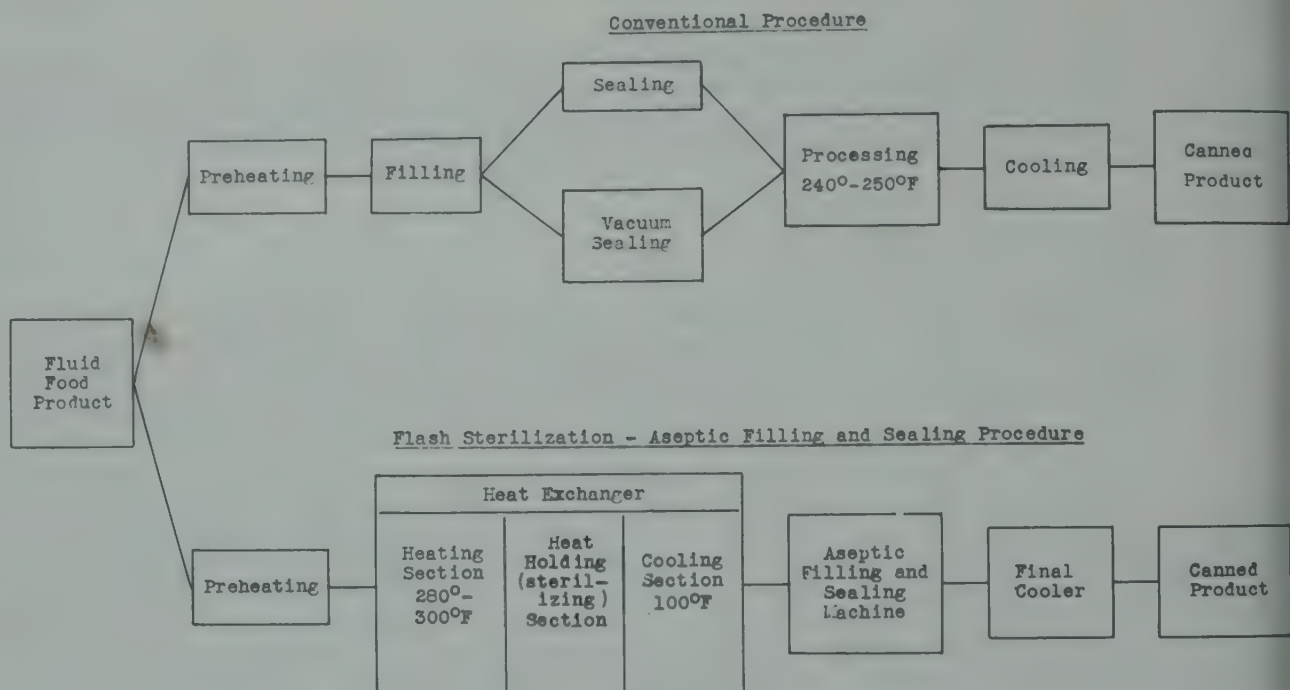 Conventional Procedure
Sealing
Preheating
Filling
Vacuum
Sealing
Processing
240°-250°F
Cooling
Canned
Product
Fluid
Food
Product
Flash Sterilization - Aseptic Filling and Sealing Procedure
Preheating
Heat Exchanger
Heating
Section
280°-
300°F
Heat
Holding
(steril-
izing)
Section
Cooling
Section
100°F
Aseptic
Filling and
Sealing
Machine
Final
Cooler
Canned
Product